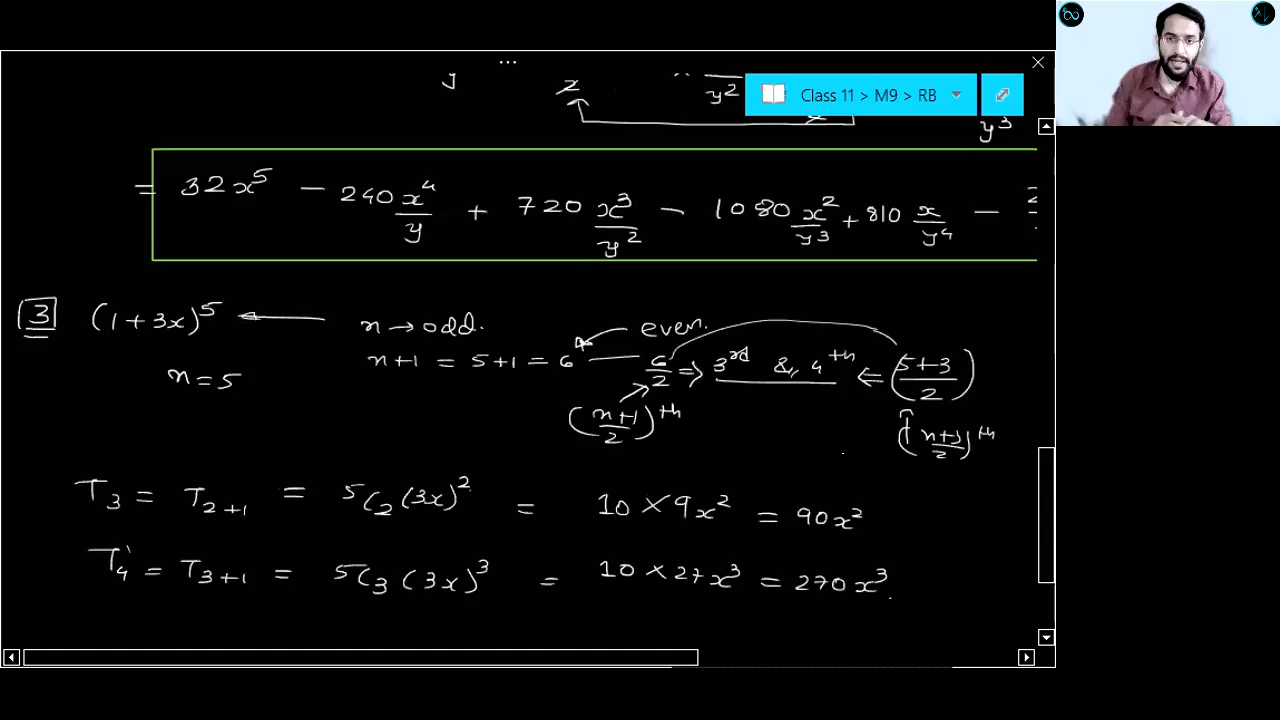 y z y² y³
Class 11 > M9 > RB
= 32x⁵ − 240 x⁴/y + 720 x³/y² − 1080 x²/y³ + 810 x/y⁴ −
3 (1 + 3x)⁵ n → odd. even.
n+1 = 5+1 = 6 6/2 ⇒ 3rd & 4th ⇐ (5+3/2)
n = 5 (n+1/2)th (n+3/2)th
T₃ = T₂₊₁ = 5C₂ (3x)² = 10 × 9x² = 90x²
T₄ = T₃₊₁ = 5C₃ (3x)³ = 10 × 27x³ = 270x³.